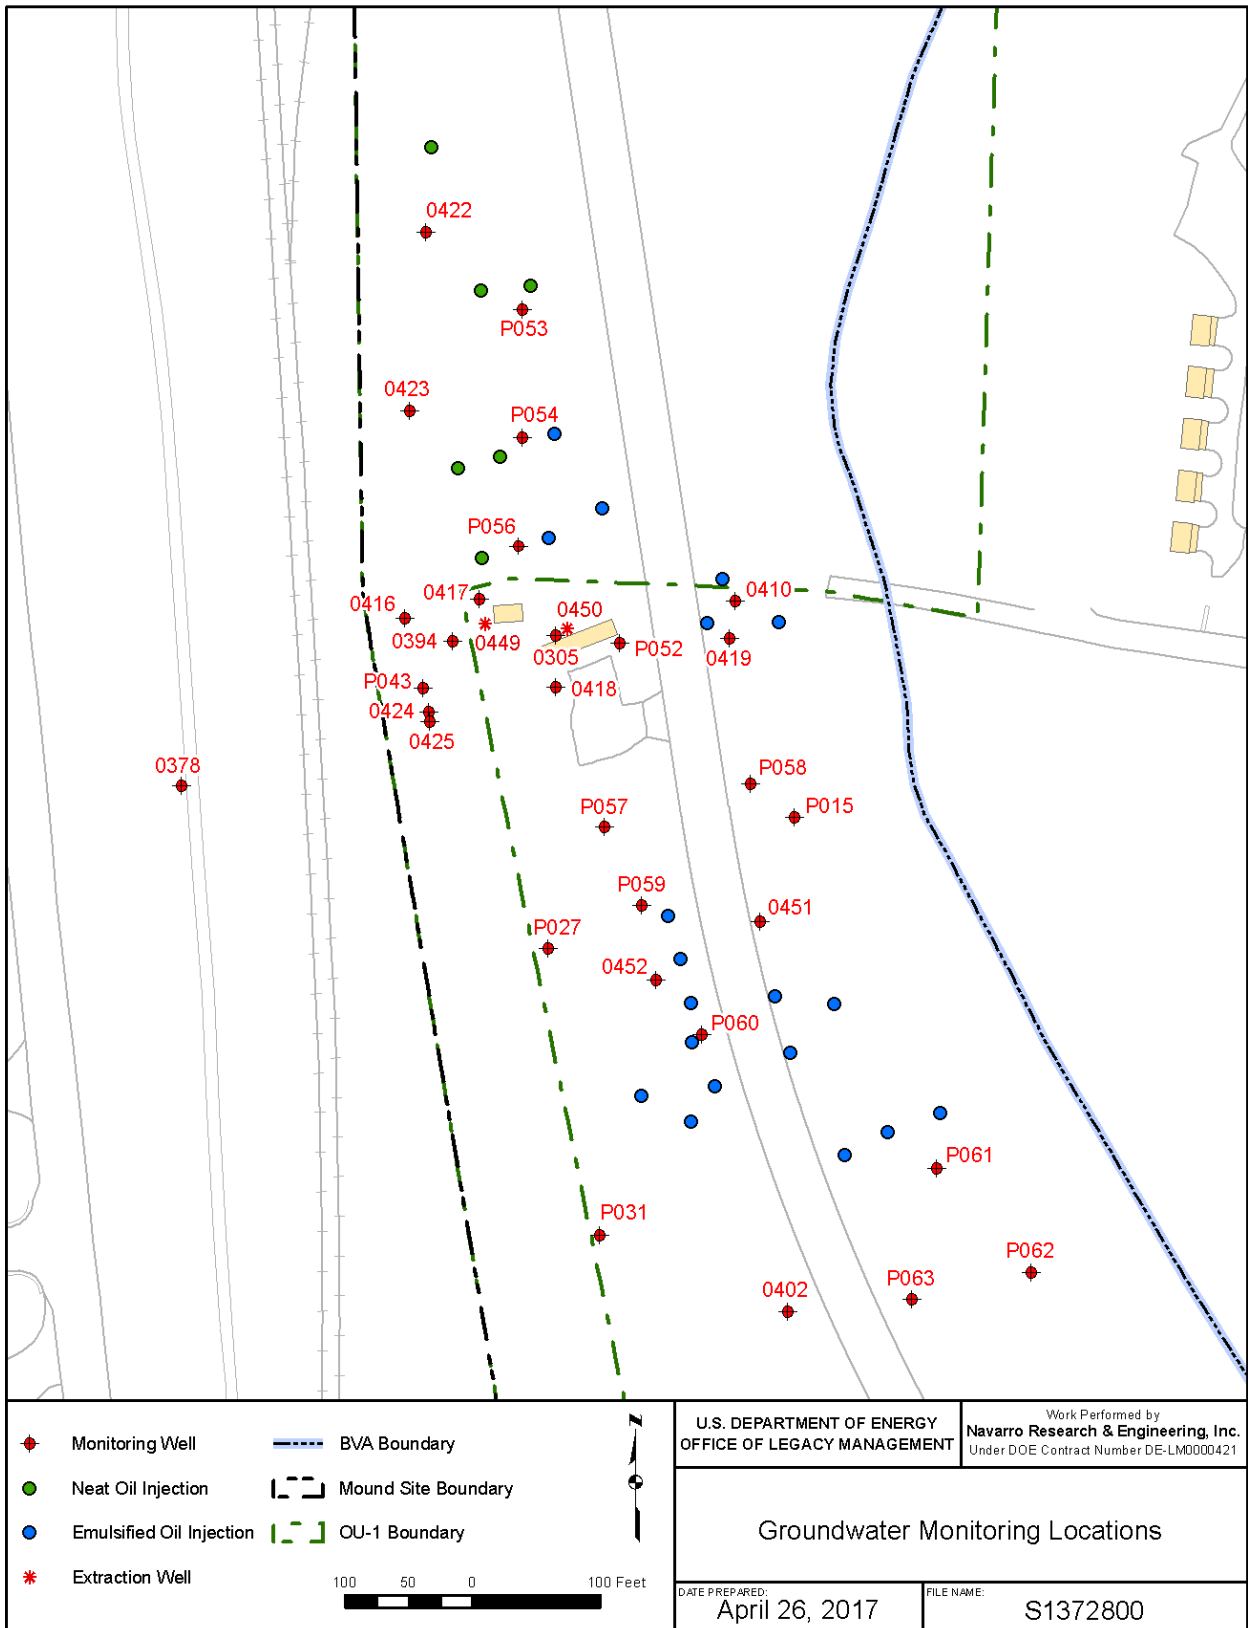 0422
P053
0423
P054
P056
0417
0410
0416
0450
0394
0449
P052
0305
0419
P043
0418
0424
0425
0378
P058
P057
P015
P059
0451
P027
0452
P060
P061
P031
P062
P063
0402
Monitoring Well
BVA Boundary
Neat Oil Injection
Mound Site Boundary
Emulsified Oil Injection
OU-1 Boundary
Extraction Well
N
100 50 0 100 Feet
U.S. DEPARTMENT OF ENERGY
OFFICE OF LEGACY MANAGEMENT
Work Performed by
Navarro Research & Engineering, Inc.
Under DOE Contract Number DE-LM0000421
Groundwater Monitoring Locations
DATE PREPARED:
April 26, 2017
FILE NAME:
S1372800